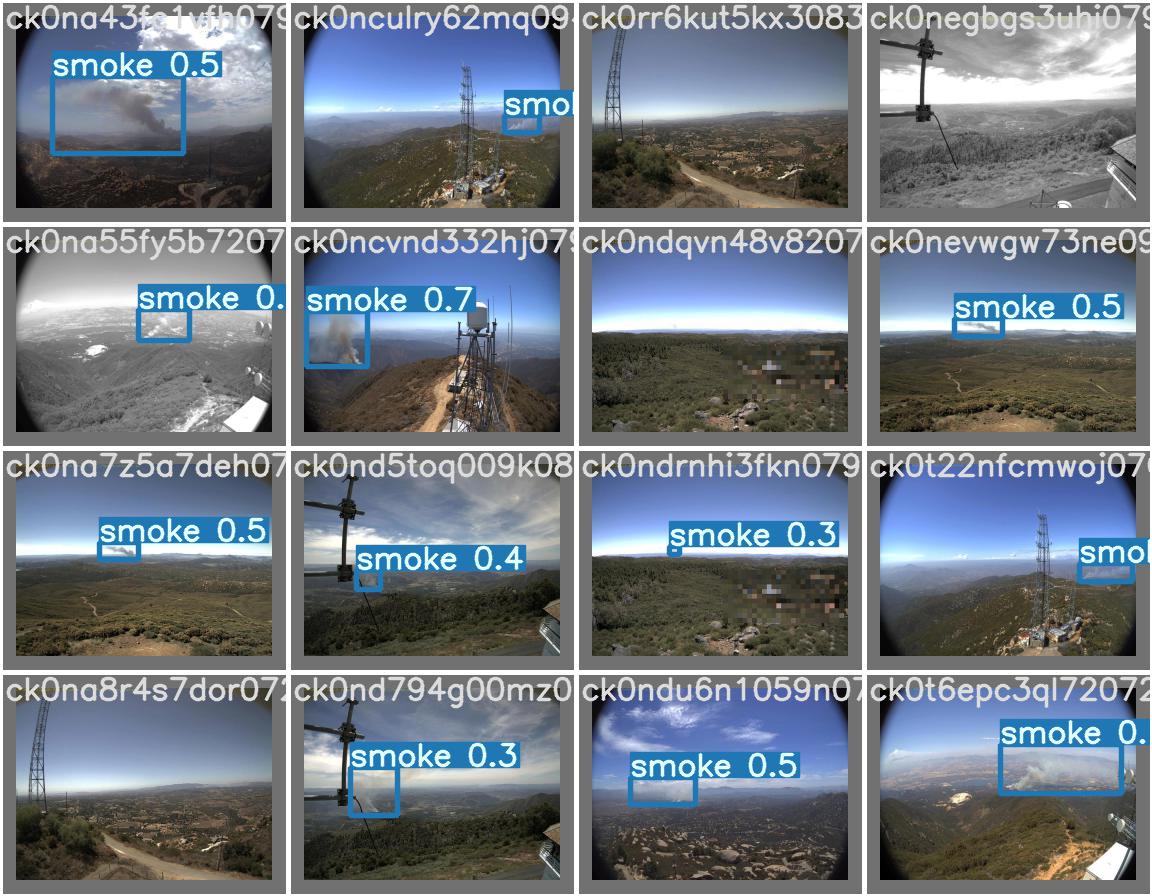 ck0na43fe1vfh079
ck0nculry62mq09
ck0rr6kut5kx3083
ck0negbgs3uhj079
smoke 0.5
smo
ck0na55fy5b7207
ck0ncvnd332hj079
ck0ndqvn48v8207
ck0nevwgw73ne09
smoke 0.
smoke 0.7
smoke 0.5
ck0na7z5a7deh07
ck0nd5toq009k08
ck0ndrnhi3fkn079
ck0t22nfcmwoj07
smoke 0.5
smoke 0.4
smoke 0.3
smo
ck0na8r4s7dor072
ck0nd794g00mz0
ck0ndu6n1059n07
ck0t6epc3ql72072
smoke 0.3
smoke 0.5
smoke 0.